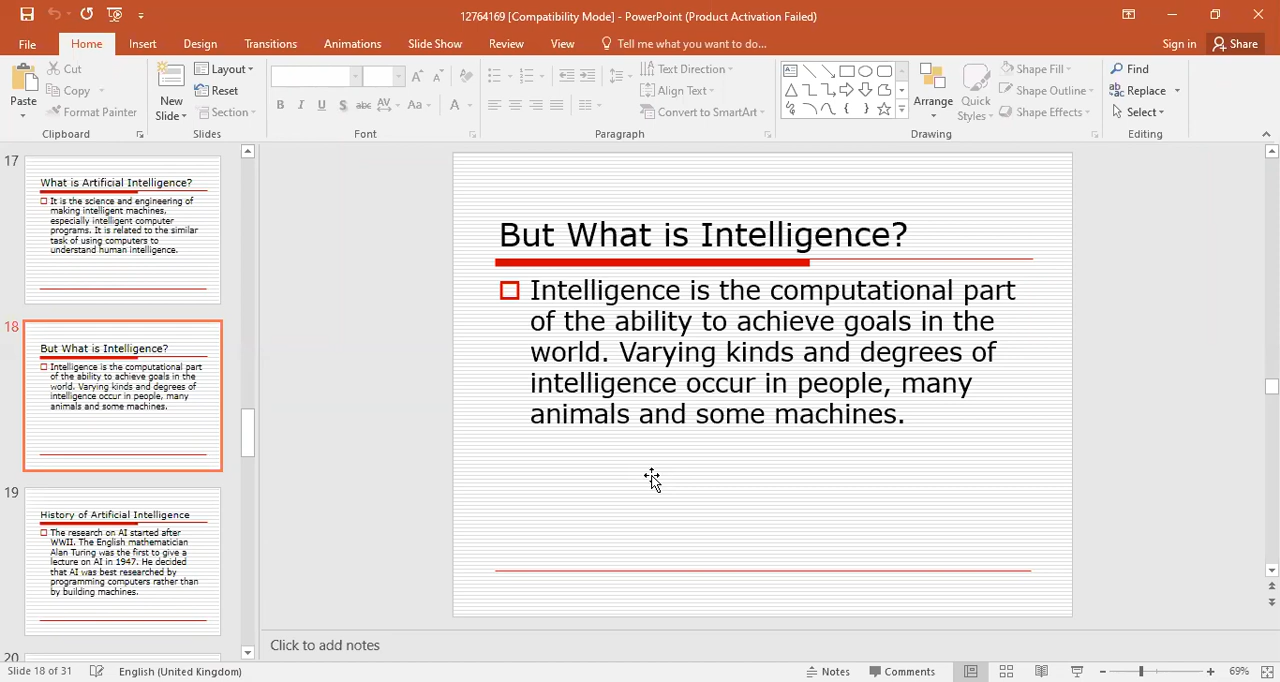 12764169 [Compatibility Mode] - PowerPoint (Product Activation Failed)
File Home Insert Design Transitions Animations Slide Show Review View Tell me what you want to do... Sign in Share
Paste
Cut
Copy
Format Painter
Clipboard
New
Slide
Layout
Reset
Section
Slides
B I U S abc AV Aa A
Font
Text Direction
Align Text
Convert to SmartArt
Paragraph
Arrange
Quick
Styles
Shape Fill
Shape Outline
Shape Effects
Drawing
Find
Replace
Select
Editing
17
What is Artificial Intelligence?
It is the science and engineering of
making intelligent machines,
especially intelligent computer
programs. It is related to the similar
task of using computers to
understand human intelligence.
18
But What is Intelligence?
Intelligence is the computational part
of the ability to achieve goals in the
world. Varying kinds and degrees of
intelligence occur in people, many
animals and some machines.
19
History of Artificial Intelligence
The research on AI started after
WWII. The English mathematician
Alan Turing was the first to give a
lecture on AI in 1947. He decided
that AI was best researched by
programming computers rather than
by building machines.
20
But What is Intelligence?
Intelligence is the computational part
of the ability to achieve goals in the
world. Varying kinds and degrees of
intelligence occur in people, many
animals and some machines.
Click to add notes
Slide 18 of 31 English (United Kingdom) Notes Comments 69%